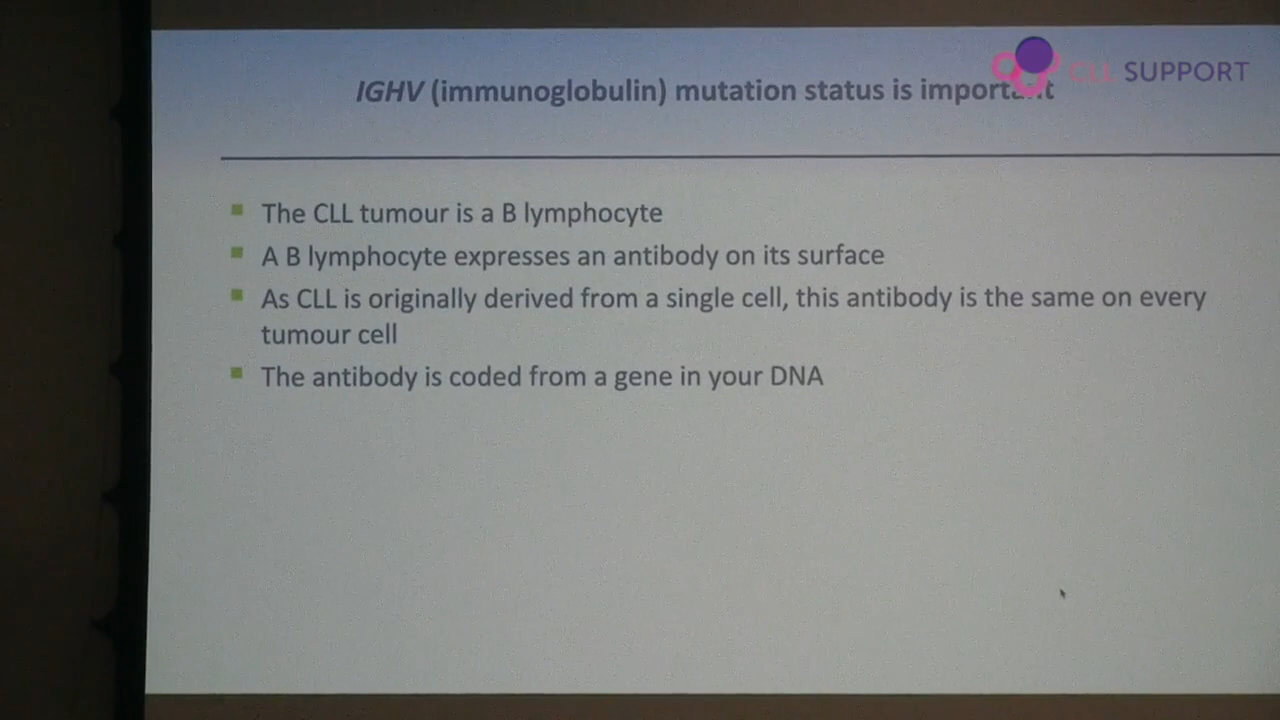 IGHV (immunoglobulin) mutation status is important
CLL SUPPORT
The CLL tumour is a B lymphocyte
A B lymphocyte expresses an antibody on its surface
As CLL is originally derived from a single cell, this antibody is the same on every
tumour cell
The antibody is coded from a gene in your DNA